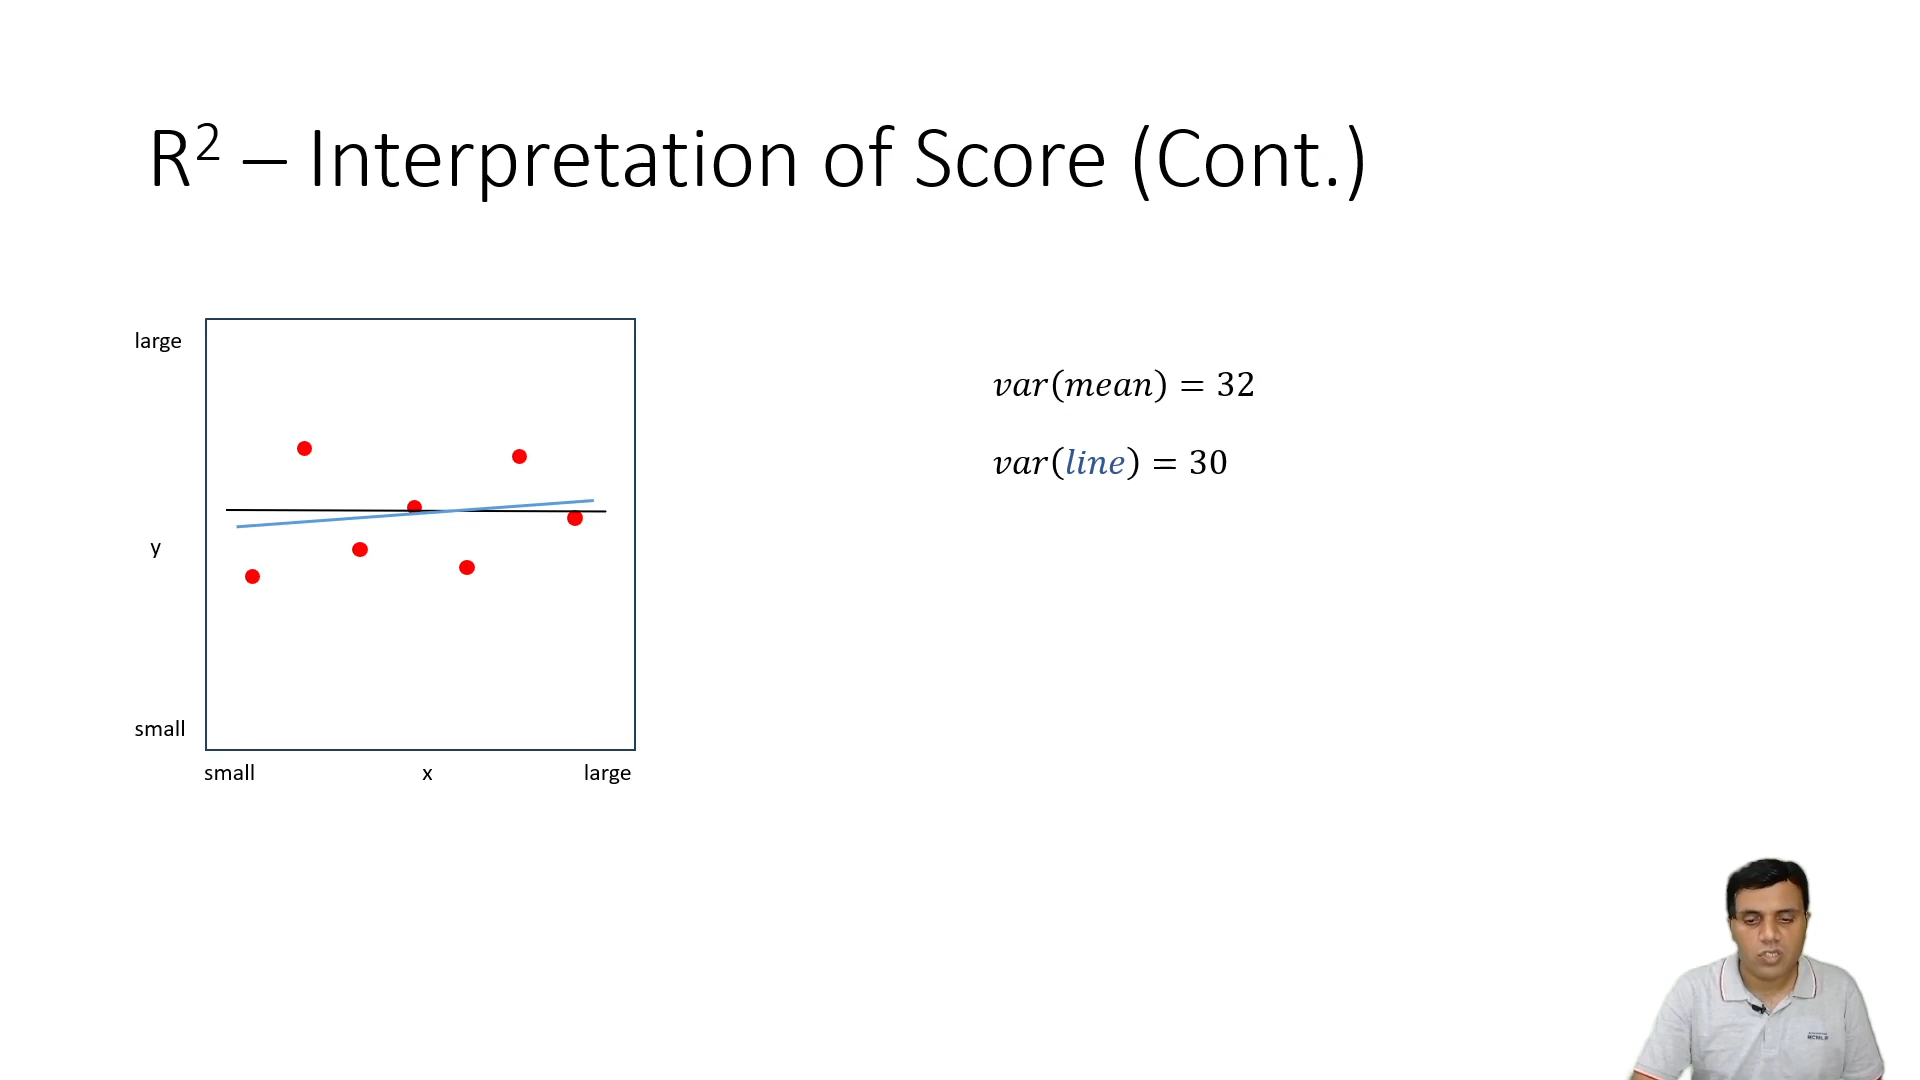 R² – Interpretation of Score (Cont.)
large
y
small
small x large
var(mean) = 32
var(line) = 30